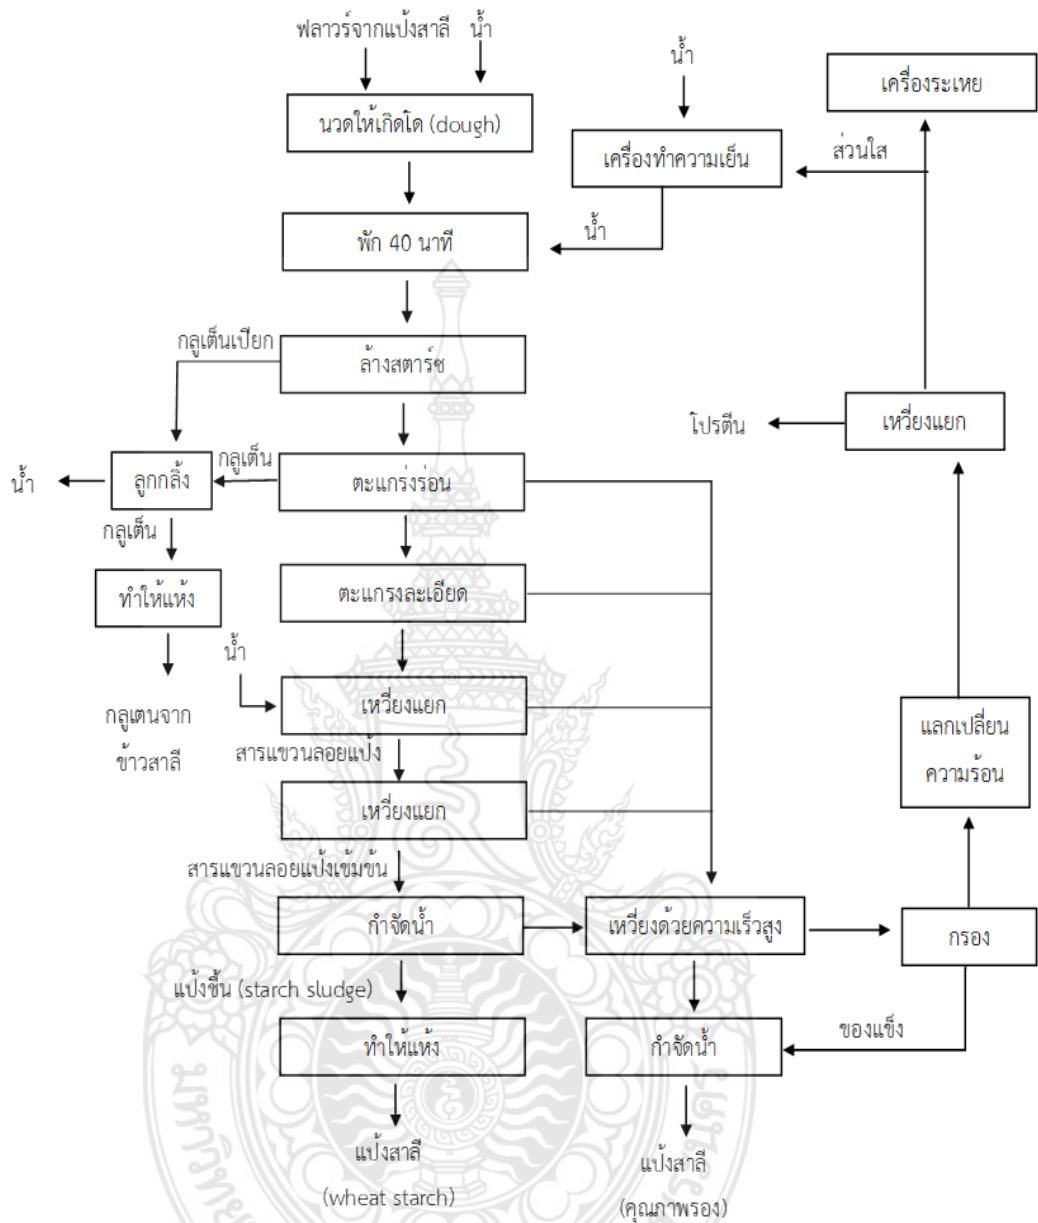 ฟลาวร์จากแป้งสาลี น้ำ
น้ำ
เครื่องระเหย
นวดให้เกิดโด (dough)
เครื่องทำความเย็น
ส่วนใส
พัก 40 นาที
น้ำ
กลูเต็นเปียก
ล้างสตาร์ช
โปรตีน
เหวี่ยงแยก
น้ำ
ลูกกลิ้ง
กลูเต็น
ตะแกร่งร่อน
กลูเต็น
ทำให้แห้ง
ตะแกรงละเอียด
น้ำ
เหวี่ยงแยก
กลูเตนจาก
ข้าวสาลี
สารแขวนลอยแป้ง
แลกเปลี่ยน
ความร้อน
เหวี่ยงแยก
สารแขวนลอยแป้งเข้มข้น
กำจัดน้ำ
เหวี่ยงด้วยความเร็วสูง
กรอง
แป้งชื้น (starch sludge)
ของแข็ง
ทำให้แห้ง
กำจัดน้ำ
แป้งสาลี
(wheat starch)
แป้งสาลี
(คุณภาพรอง)